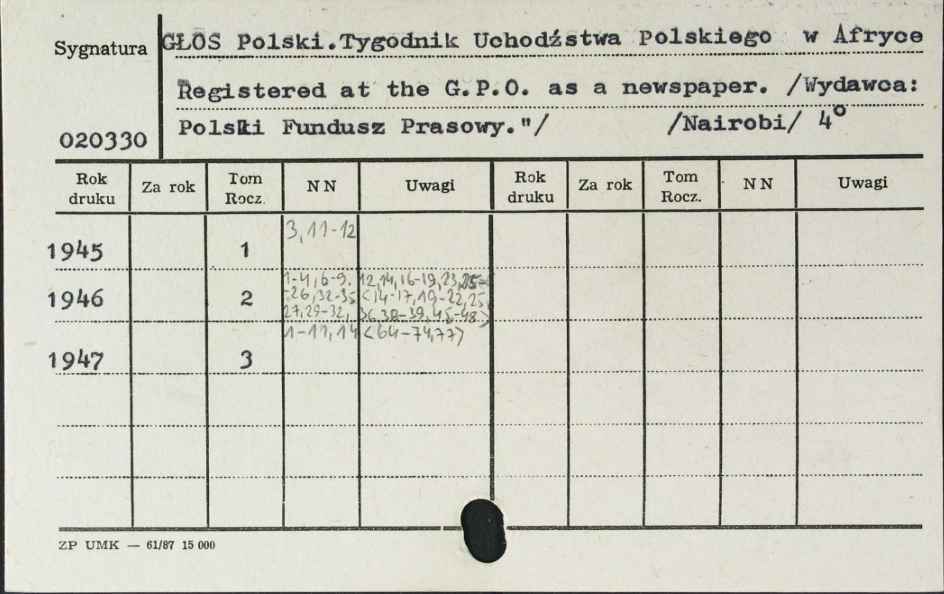 Sygnatura
GŁOS Polski.Tygodnik Uchodźstwa Polskiego w Afryce
Registered at the G.P.O. as a newspaper. /Wydawca:
020330
Polski Fundusz Prasowy."/ /Nairobi/ 4º
Rok druku Za rok Tom Rocz. N N Uwagi Rok druku Za rok Tom Rocz. N N Uwagi
3, 11-12
1945 1
1-4, 6-9. 12, 14, 16-19, 23, 25-
1946 2 -26, 32-35 <14-17, 19-22, 25,
27, 29-32, 38-39, 45-48.>
1-11, 14 <64-74, 77>
1947 3
ZP UMK — 61/87 15 000